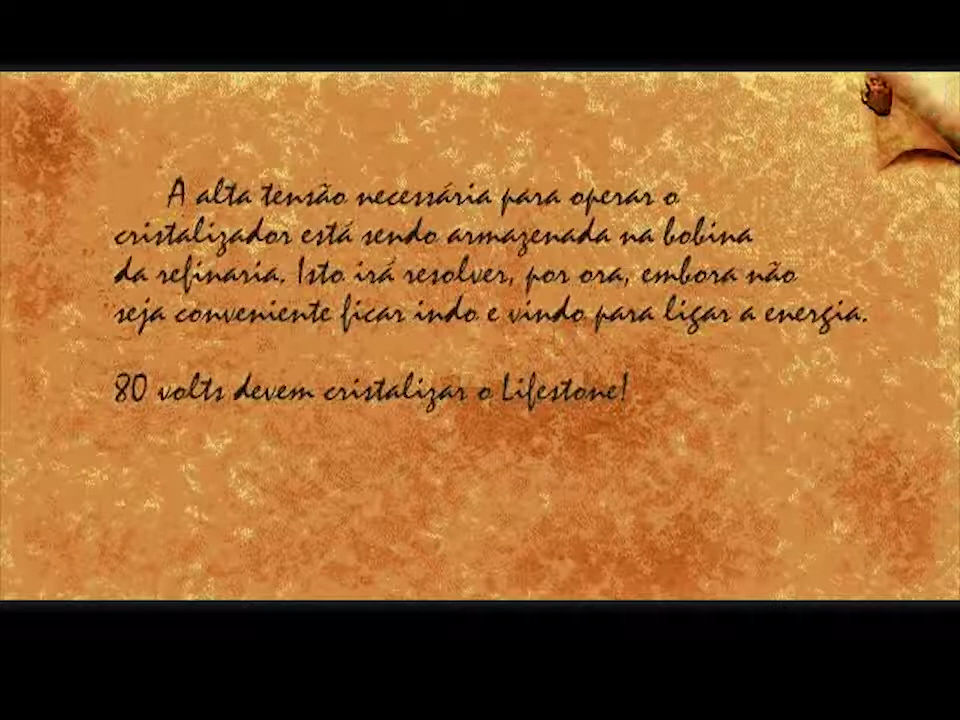 A alta tensão necessária para operar o
cristalizador está sendo armazenada na bobina
da refinaria. Isto irá resolver, por ora, embora não
seja conveniente ficar indo e vindo para ligar a energia.
80 volts devem cristalizar o Lifestone!